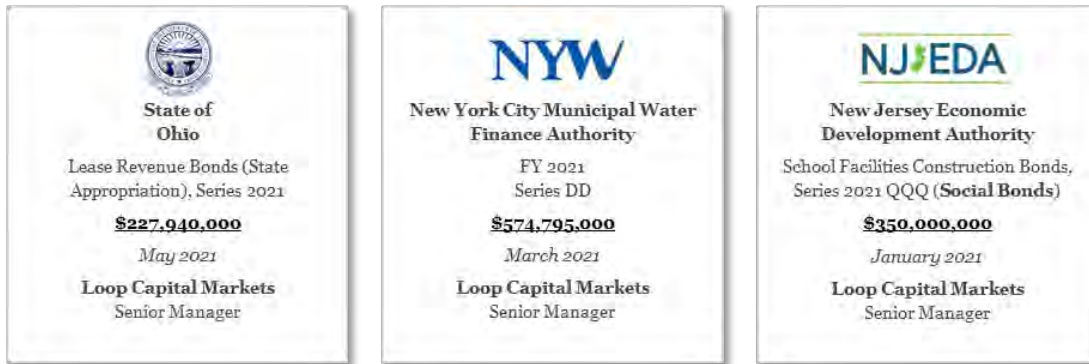 State of
Ohio
Lease Revenue Bonds (State
Appropriation), Series 2021
$227,940,000
May 2021
Loop Capital Markets
Senior Manager
NYW
New York City Municipal Water
Finance Authority
FY 2021
Series DD
$574,795,000
March 2021
Loop Capital Markets
Senior Manager
NJEDA
New Jersey Economic
Development Authority
School Facilities Construction Bonds,
Series 2021 QQQ (Social Bonds)
$350,000,000
January 2021
Loop Capital Markets
Senior Manager